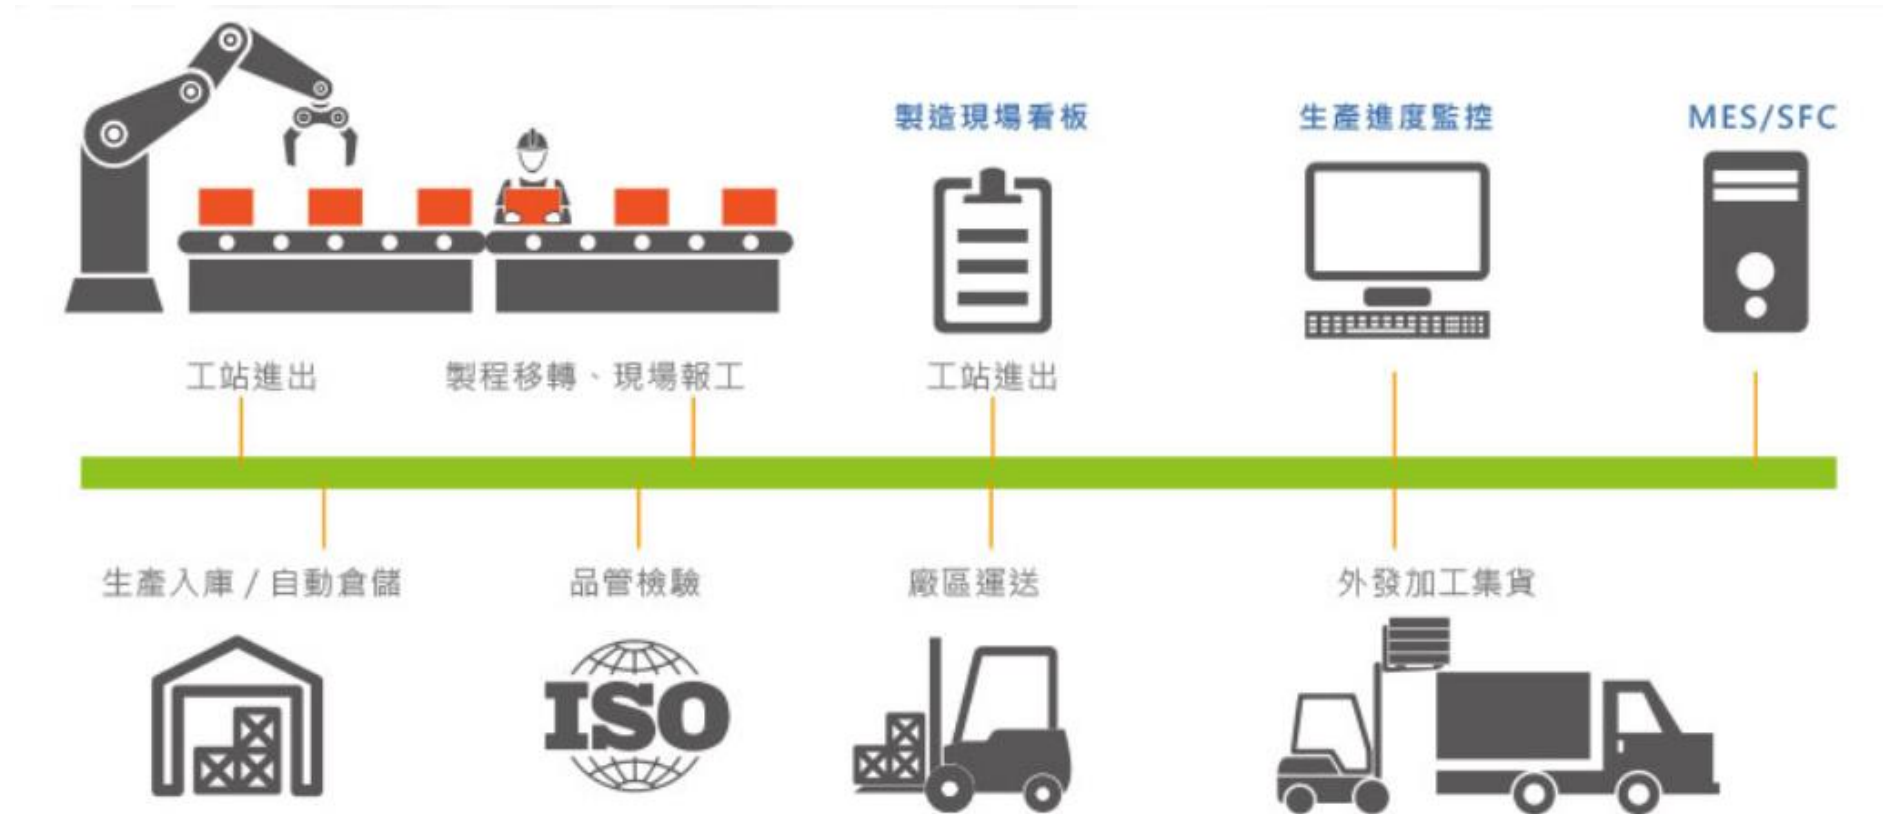 製造現場看板
生產進度監控
MES/SFC
工站進出
製程移轉、現場報工
工站進出
生產入庫 / 自動倉儲
品管檢驗
廠區運送
外發加工集貨
ISO